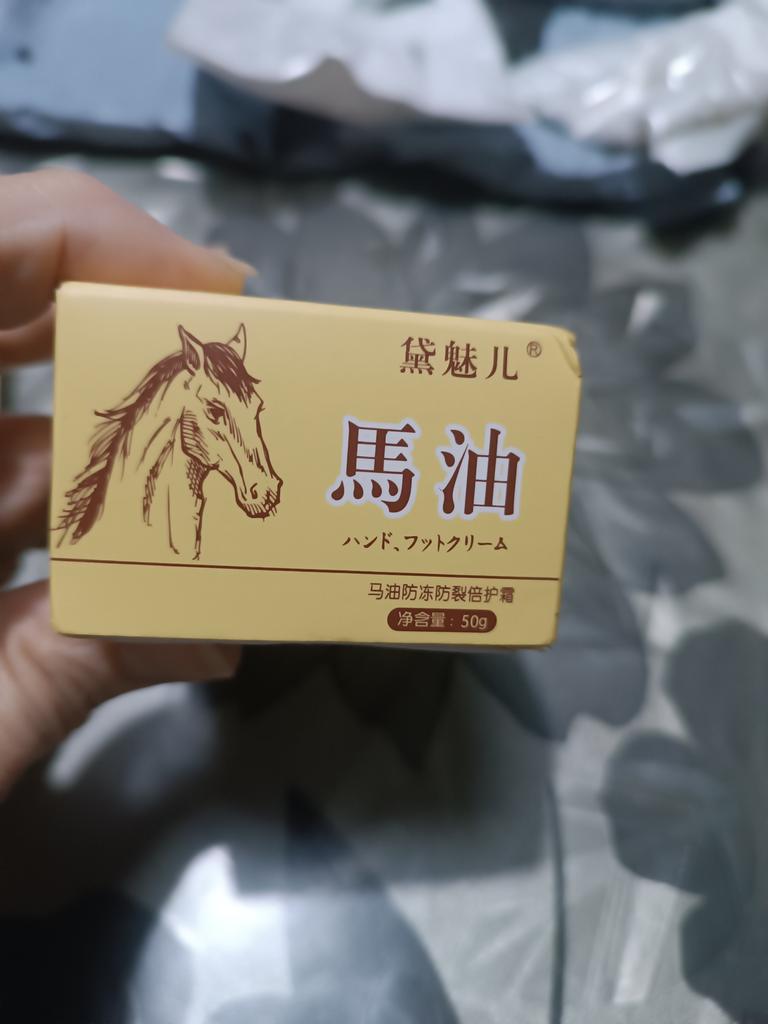 黛魅儿®
馬油
ハンド、フットクリーム
马油防冻防裂倍护霜
净含量：50g